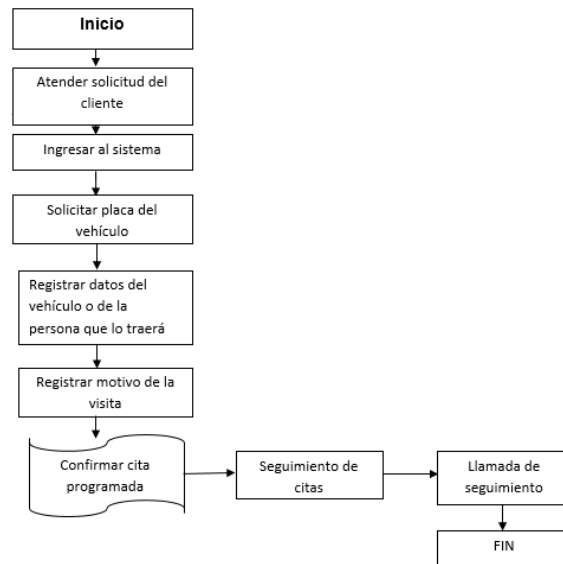 Inicio
Atender solicitud del
cliente
Ingresar al sistema
Solicitar placa del
vehículo
Registrar datos del
vehículo o de la
persona que lo traerá
Registrar motivo de la
visita
Confirmar cita
programada
Seguimiento de
citas
Llamada de
seguimiento
FIN